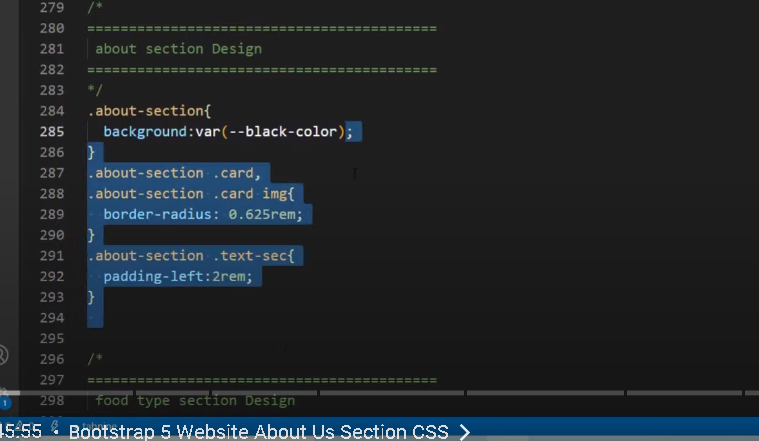 279 /*
280 ==========================================
281 about section Design
282 ==========================================
283 */
284 .about-section{
285 background:var(--black-color);
286 }
287 .about-section .card,
288 .about-section .card img{
289 border-radius: 0.625rem;
290 }
291 .about-section .text-sec{
292 padding-left:2rem;
293 }
294
295
296 /*
297 ==========================================
298 food type section Design
1
45:55 • Bootstrap 5 Website About Us Section CSS >